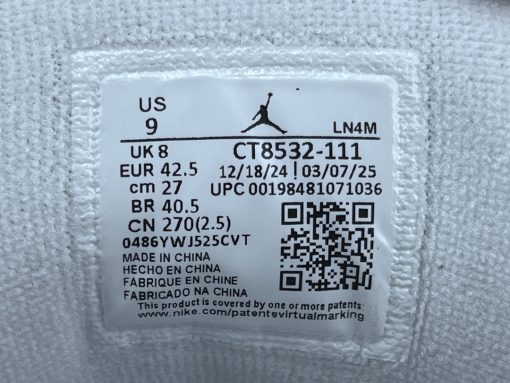 US
9
LN4M
UK 8
CT8532-111
EUR 42.5
12/18/24 | 03/07/25
cm 27
UPC 00198481071036
BR 40.5
CN 270(2.5)
0486YWJ525CVT
MADE IN CHINA
HECHO EN CHINA
FABRIQUE EN CHINE
FABRICADO NA CHINA
This product is covered by one or more patents
www.nike.com/patentsvirtualmarking